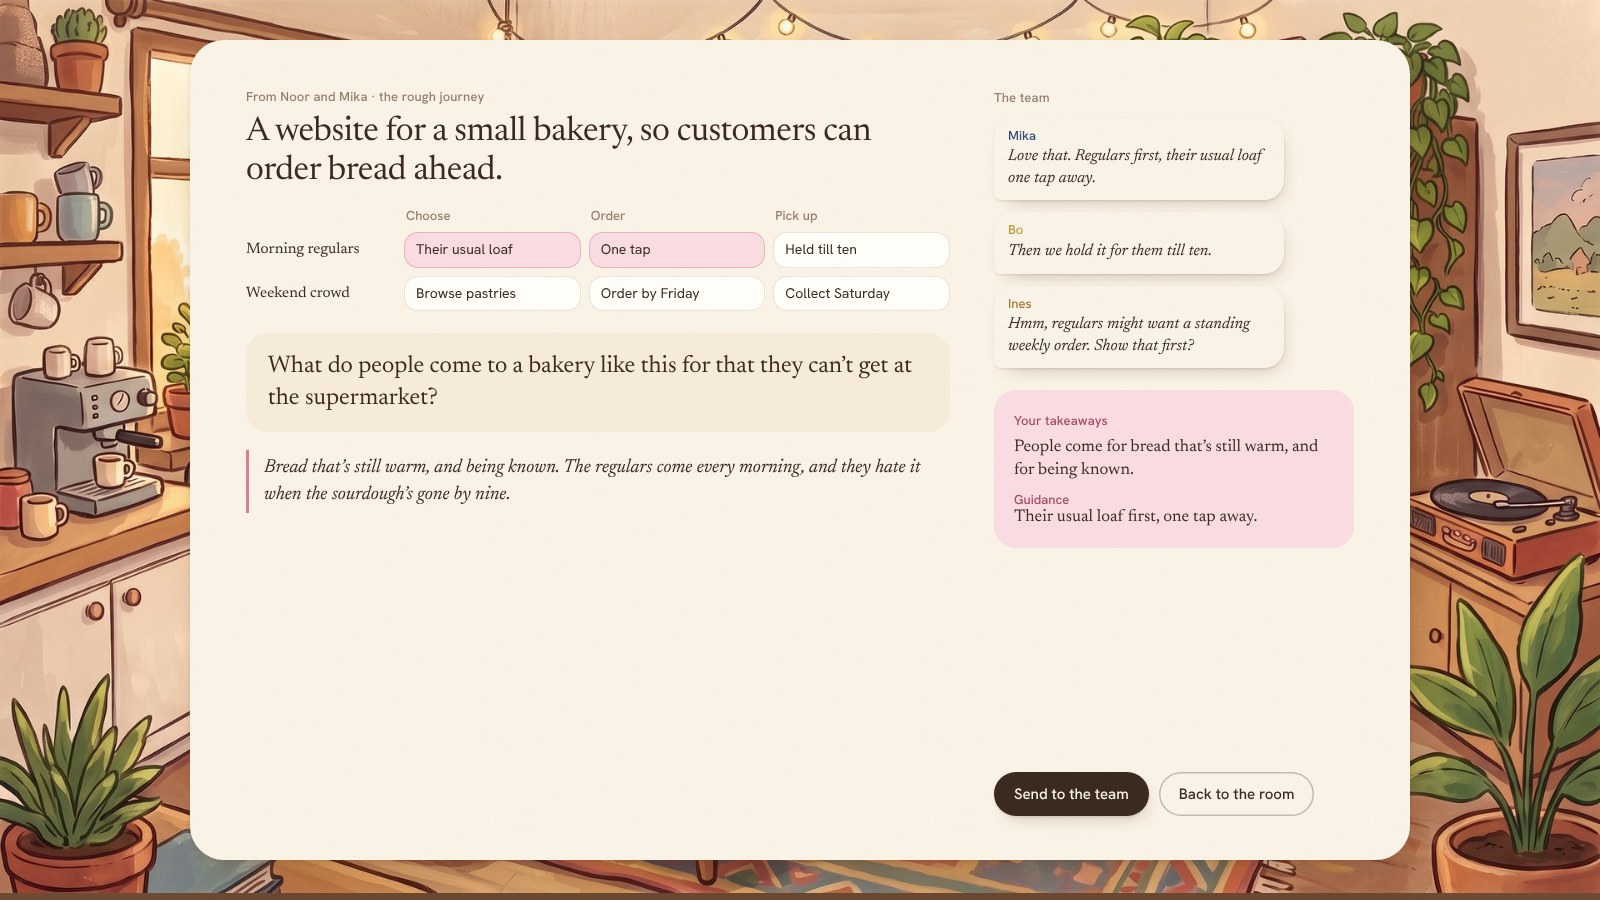 From Noor and Mika · the rough journey
A website for a small bakery, so customers can
order bread ahead.
Choose Order Pick up
Morning regulars Their usual loaf One tap Held till ten
Weekend crowd Browse pastries Order by Friday Collect Saturday
What do people come to a bakery like this for that they can’t get at
the supermarket?
Bread that’s still warm, and being known. The regulars come every morning, and they hate it
when the sourdough’s gone by nine.
The team
Mika
Love that. Regulars first, their usual loaf
one tap away.
Bo
Then we hold it for them till ten.
Ines
Hmm, regulars might want a standing
weekly order. Show that first?
Your takeaways
People come for bread that’s still warm, and
for being known.
Guidance
Their usual loaf first, one tap away.
Send to the team Back to the room